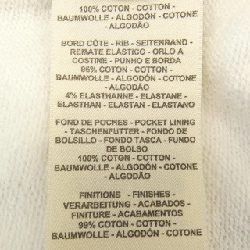 100% COTON - COTTON -
BAUMWOLLE - ALGODÓN - COTONE
ALGODÃO
BORD CÔTE - RIB - SEITENRAND -
REMATE ELÁSTICO - ORLO A
COSTINE - PUNHO E BORDA
96% COTON - COTTON -
BAUMWOLLE - ALGODÓN - COTONE
ALGODÃO
4% ELASTHANNE - ELASTANE -
ELASTHAN - ELASTAN - ELASTANO
FOND DE POCHES - POCKET LINING
- TASCHENFUTTER - FONDO DE
BOLSILLO - FONDO TASCA - FUNDO
DE BOLSO
100% COTON - COTTON -
BAUMWOLLE - ALGODÓN - COTONE
ALGODÃO
FINITIONS - FINISHES -
VERARBEITUNG - ACABADOS -
FINITURE - ACABAMENTOS
99% COTON - COTTON -
BAUMWOLLE - ALGODÓN - COTONE